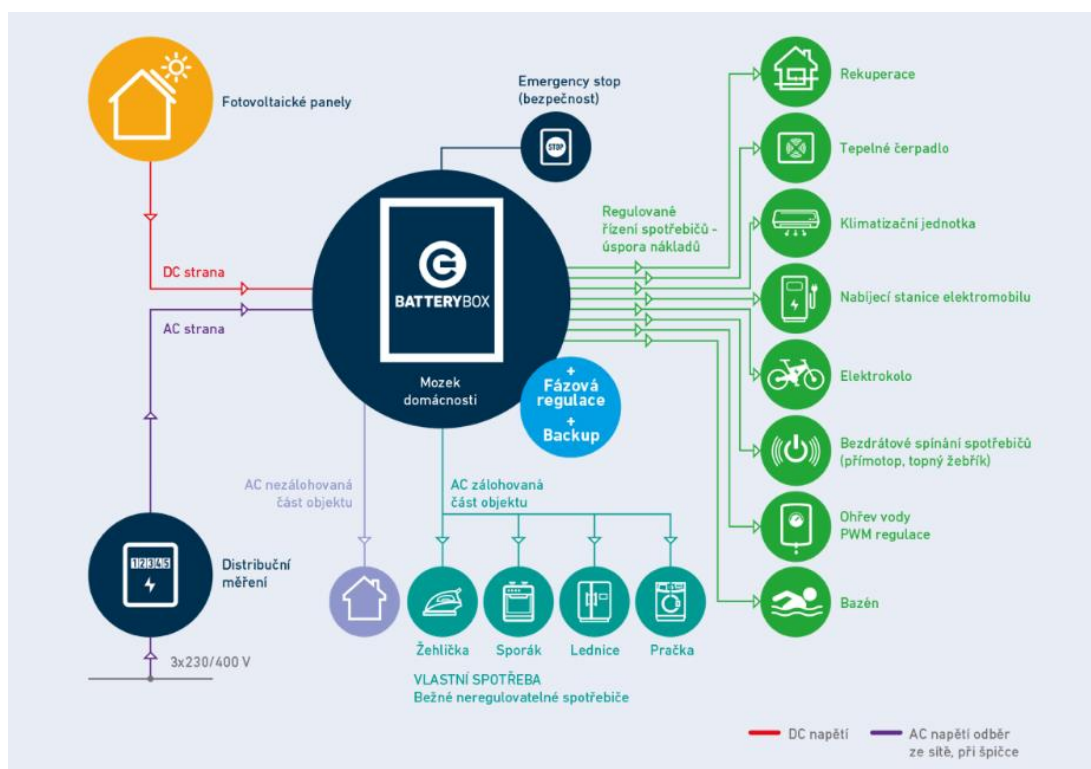 Fotovoltaické panely
Emergency stop
(bezpečnost)
STOP
Rekuperace
Tepelné čerpadlo
Regulované
řízení spotřebičů -
úspora nákladů
Klimatizační jednotka
DC strana
BATTERYBOX
Nabíjecí stanice elektromobilu
AC strana
Mozek
domácnosti
+
Fázová
regulace
+
Backup
Elektrokolo
Bezdrátové spínání spotřebičů
(přímotop, topný žebřík)
AC nezálohovaná
část objektu
AC zálohovaná
část objektu
Ohřev vody
PWM regulace
12345
Distribuční
měření
Bazén
Žehlička
Sporák
Lednice
Pračka
3x230/400 V
VLASTNÍ SPOTŘEBA
Bežné neregulovatelné spotřebiče
DC napětí
AC napětí odběr
ze sítě, při špičce